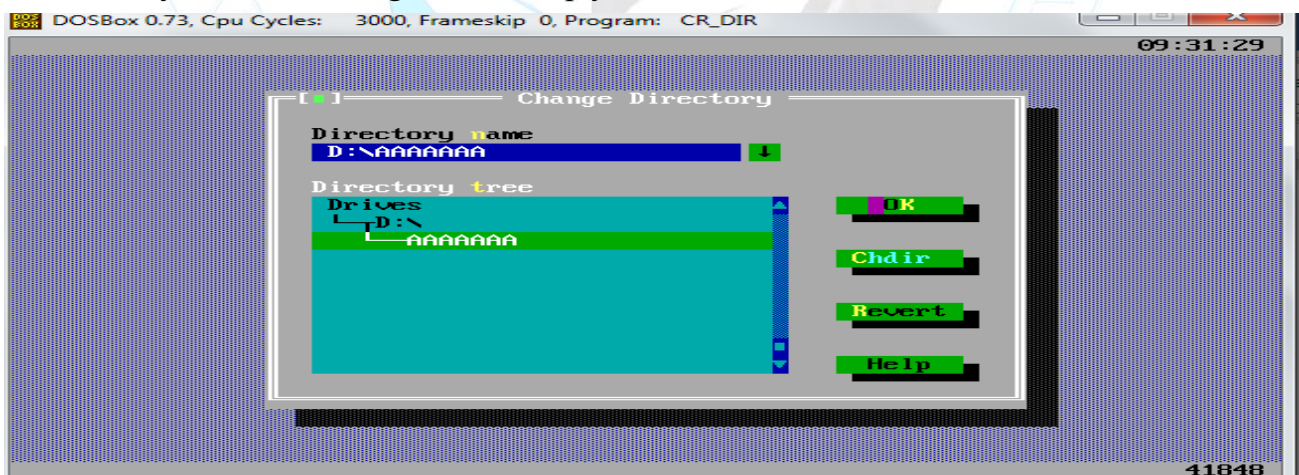 DOSBox 0.73, Cpu Cycles: 3000, Frameskip 0, Program: CR_DIR
09:31:29
Change Directory
Directory name
D:\AAAAAAA
Directory tree
Drives
D:\
AAAAAAA
OK
Chdir
Revert
Help
41848